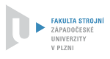 FAKULTA STROJNÍ
ZÁPADOČESKÉ
UNIVERZITY
V PLZNI